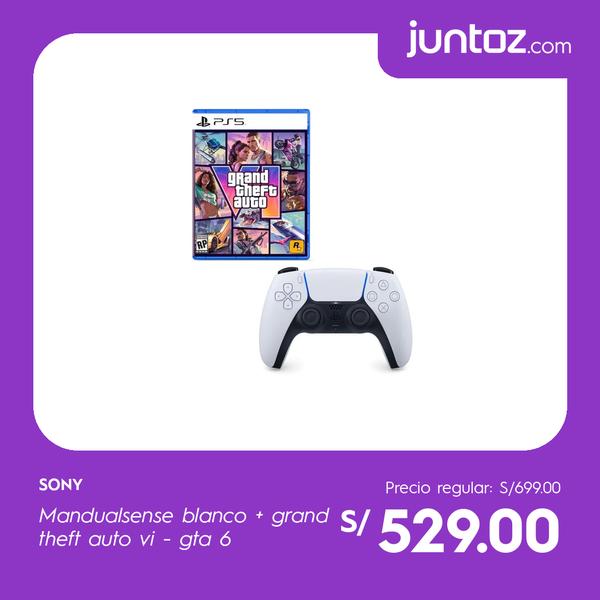 juntoz.com
PS5
grand
theft
auto
VI
RP
R
SONY
Precio regular: S/699.00
Mandualsense blanco + grand
theft auto vi - gta 6
S/ 529.00